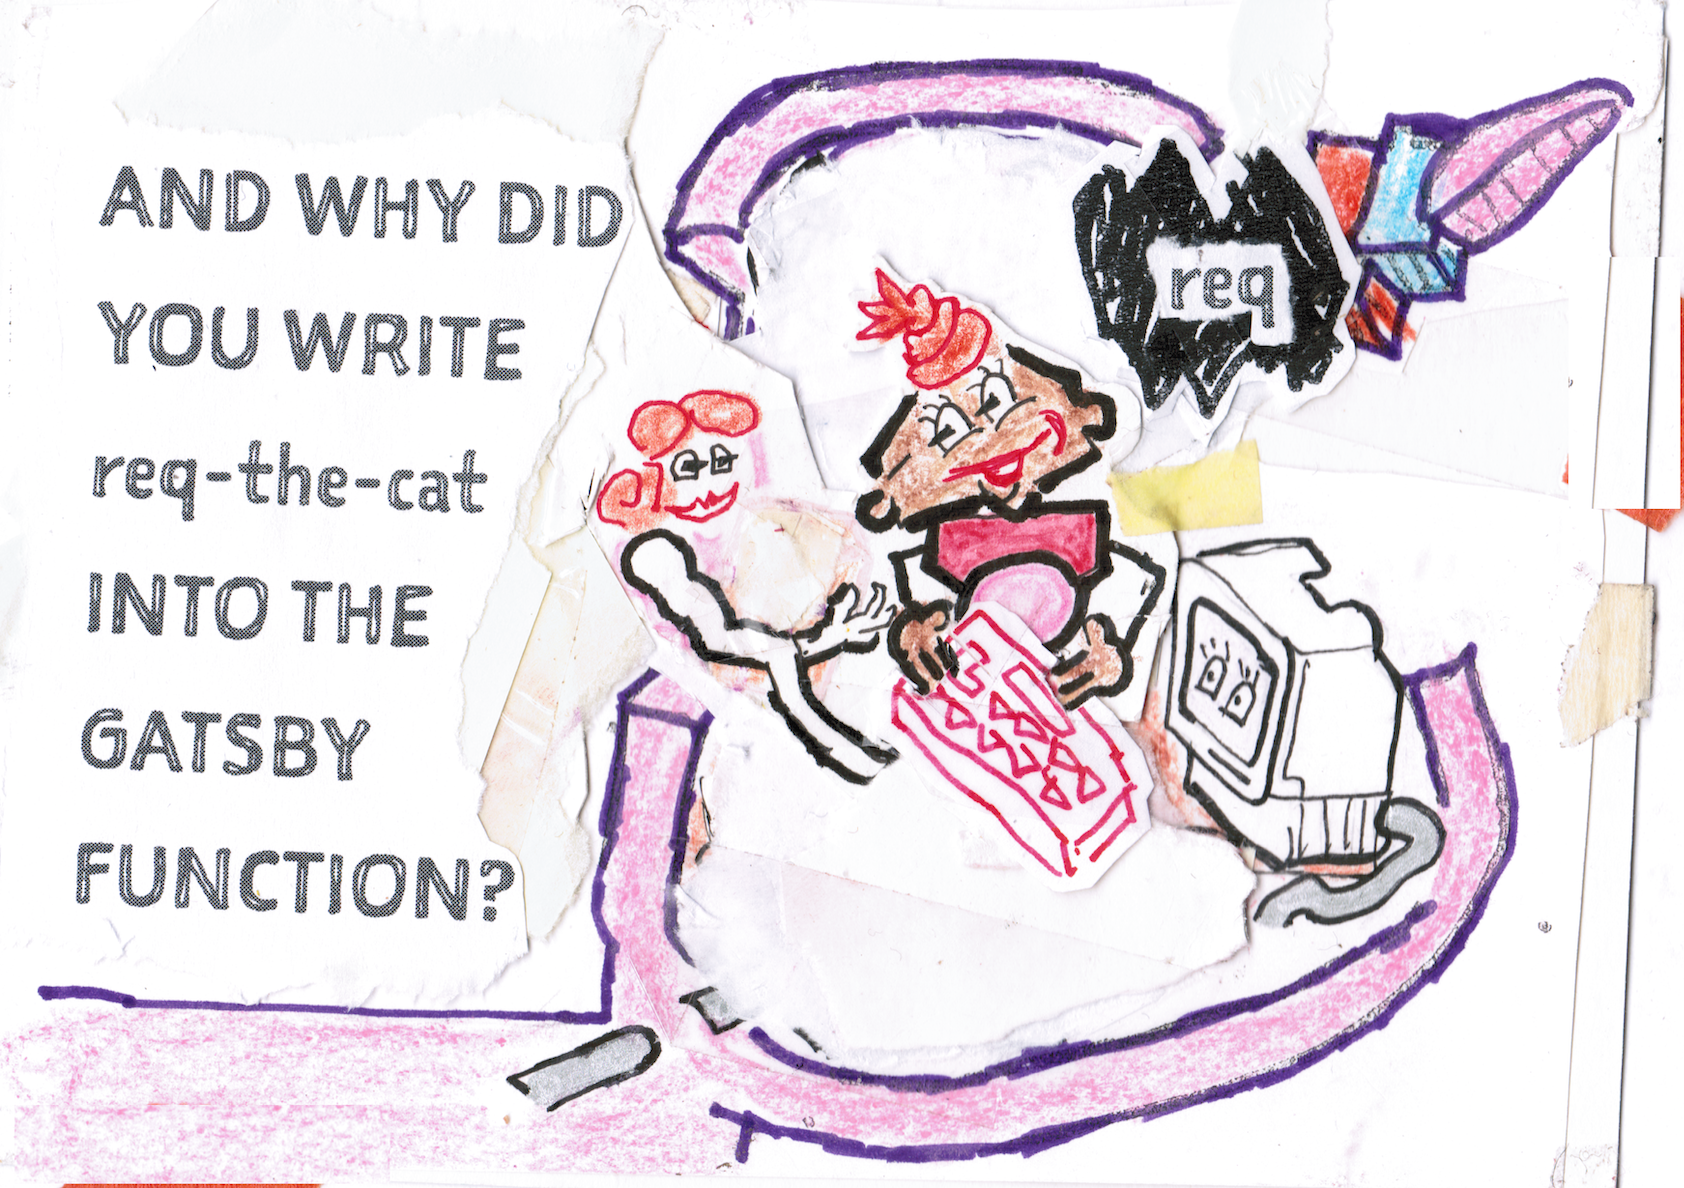 AND WHY DID
YOU WRITE
req-the-cat
INTO THE
GATSBY
FUNCTION?
req